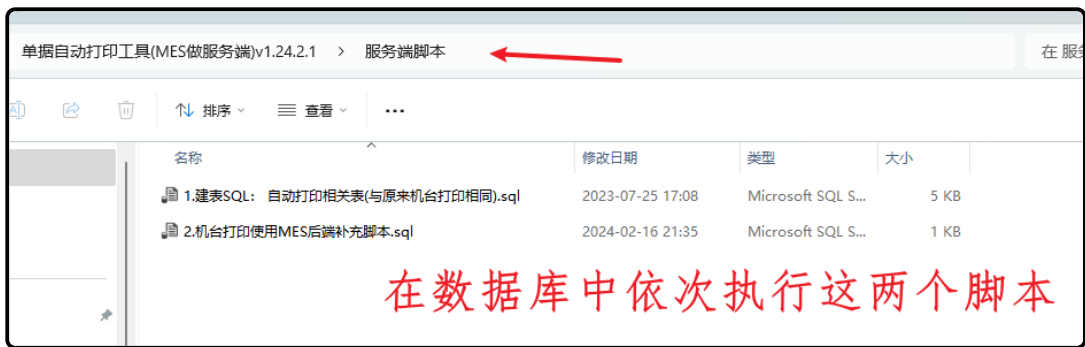 单据自动打印工具(MES做服务端)v1.24.2.1 > 服务端脚本 在 服务
排序 查看 ...
名称 修改日期 类型 大小
1.建表SQL： 自动打印相关表(与原来机台打印相同).sql 2023-07-25 17:08 Microsoft SQL S... 5 KB
2.机台打印使用MES后端补充脚本.sql 2024-02-16 21:35 Microsoft SQL S... 1 KB
在数据库中依次执行这两个脚本